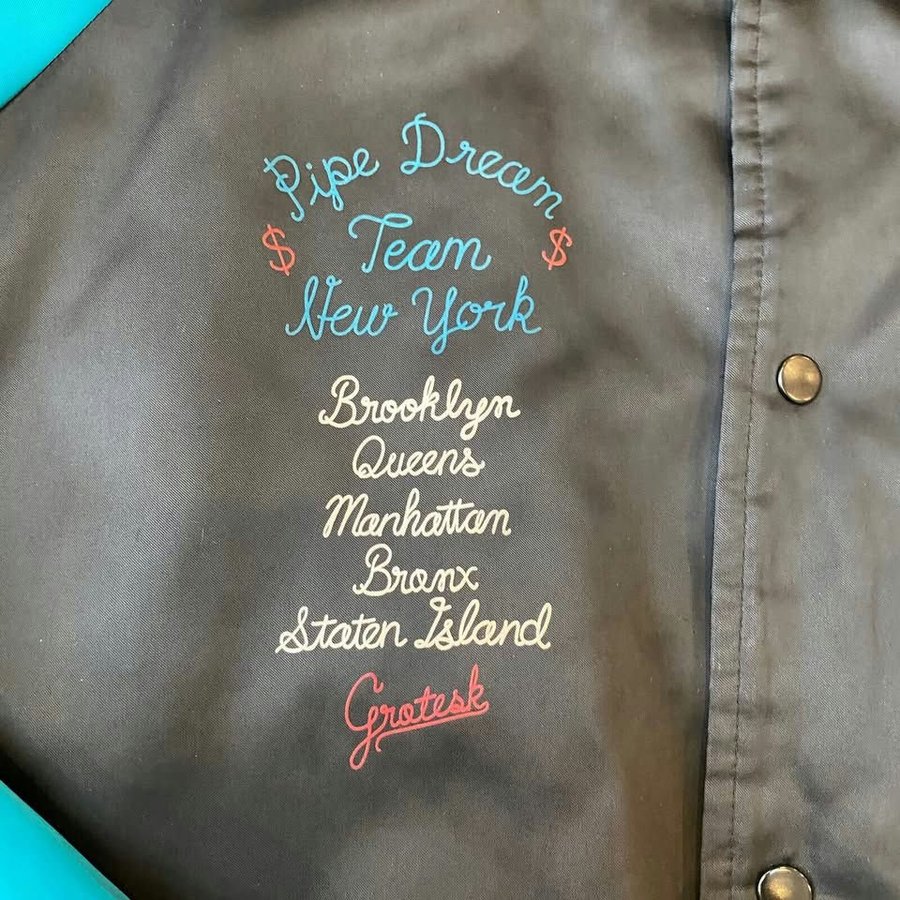 Pipe Dream
$ Team $
New York
Brooklyn
Queens
Manhattan
Bronx
Staten Island
Grotesk